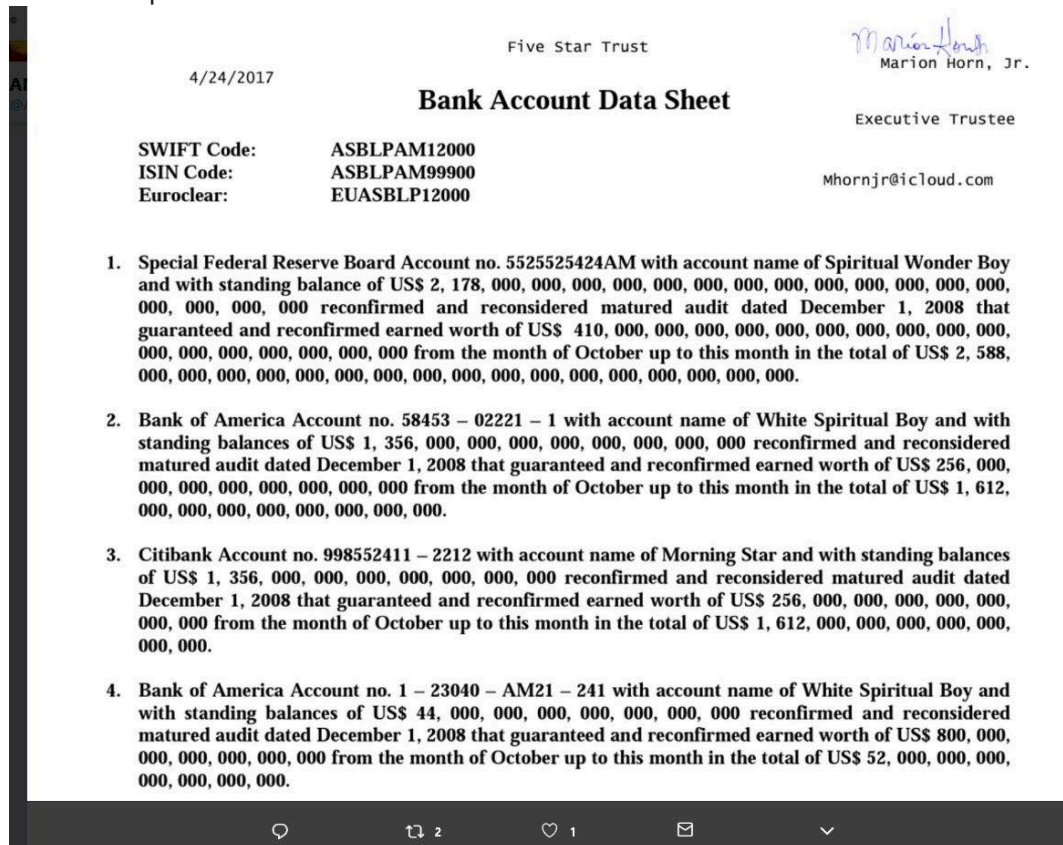 Five Star Trust
Marion Horn
Marion Horn, Jr.
4/24/2017
Bank Account Data Sheet
Executive Trustee
SWIFT Code: ASBLPAM12000
ISIN Code: ASBLPAM99900
Euroclear: EUASBLP12000
Mhornjr@icloud.com
1. Special Federal Reserve Board Account no. 5525525424AM with account name of Spiritual Wonder Boy
and with standing balance of US$ 2, 178, 000, 000, 000, 000, 000, 000, 000, 000, 000, 000, 000, 000, 000,
000, 000, 000, 000 reconfirmed and reconsidered matured audit dated December 1, 2008 that
guaranteed and reconfirmed earned worth of US$ 410, 000, 000, 000, 000, 000, 000, 000, 000, 000,
000, 000, 000, 000, 000, 000, 000 from the month of October up to this month in the total of US$ 2, 588,
000, 000, 000, 000, 000, 000, 000, 000, 000, 000, 000, 000, 000, 000, 000, 000, 000.
2. Bank of America Account no. 58453 – 02221 – 1 with account name of White Spiritual Boy and with
standing balances of US$ 1, 356, 000, 000, 000, 000, 000, 000, 000, 000 reconfirmed and reconsidered
matured audit dated December 1, 2008 that guaranteed and reconfirmed earned worth of US$ 256, 000,
000, 000, 000, 000, 000, 000, 000 from the month of October up to this month in the total of US$ 1, 612,
000, 000, 000, 000, 000, 000, 000, 000.
3. Citibank Account no. 998552411 – 2212 with account name of Morning Star and with standing balances
of US$ 1, 356, 000, 000, 000, 000, 000, 000, 000 reconfirmed and reconsidered matured audit dated
December 1, 2008 that guaranteed and reconfirmed earned worth of US$ 256, 000, 000, 000, 000, 000,
000, 000 from the month of October up to this month in the total of US$ 1, 612, 000, 000, 000, 000, 000,
000, 000.
4. Bank of America Account no. 1 – 23040 – AM21 – 241 with account name of White Spiritual Boy and
with standing balances of US$ 44, 000, 000, 000, 000, 000, 000, 000 reconfirmed and reconsidered
matured audit dated December 1, 2008 that guaranteed and reconfirmed earned worth of US$ 800, 000,
000, 000, 000, 000, 000 from the month of October up to this month in the total of US$ 52, 000, 000, 000,
000, 000, 000, 000.
2 1